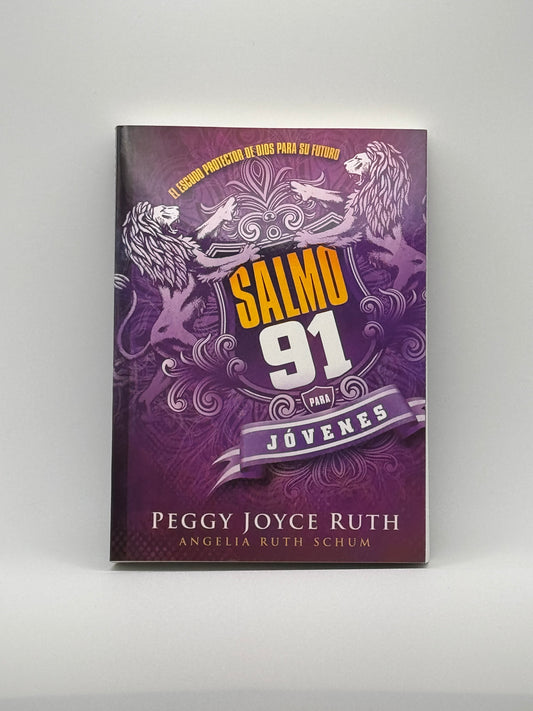 EL ESCUDO PROTECTOR DE DIOS PARA SU FUTURO
SALMO
91
PARA
JÓVENES
PEGGY JOYCE RUTH
ANGELIA RUTH SCHUM